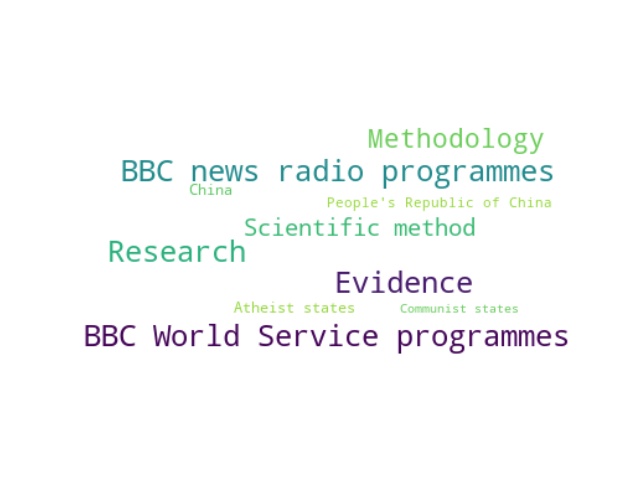 Methodology
BBC news radio programmes
China
People's Republic of China
Scientific method
Research
Evidence
Atheist states
Communist states
BBC World Service programmes